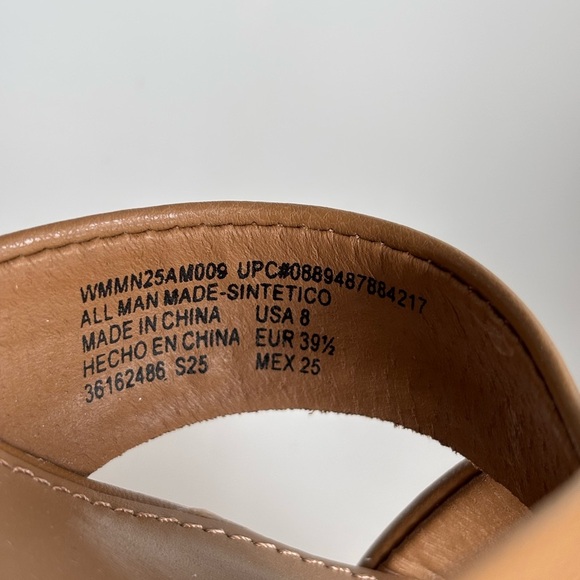 WMMN25AM009 UPC#0889487884217
ALL MAN MADE-SINTETICO
MADE IN CHINA USA 8
HECHO EN CHINA EUR 39½
36162486 S25 MEX 25